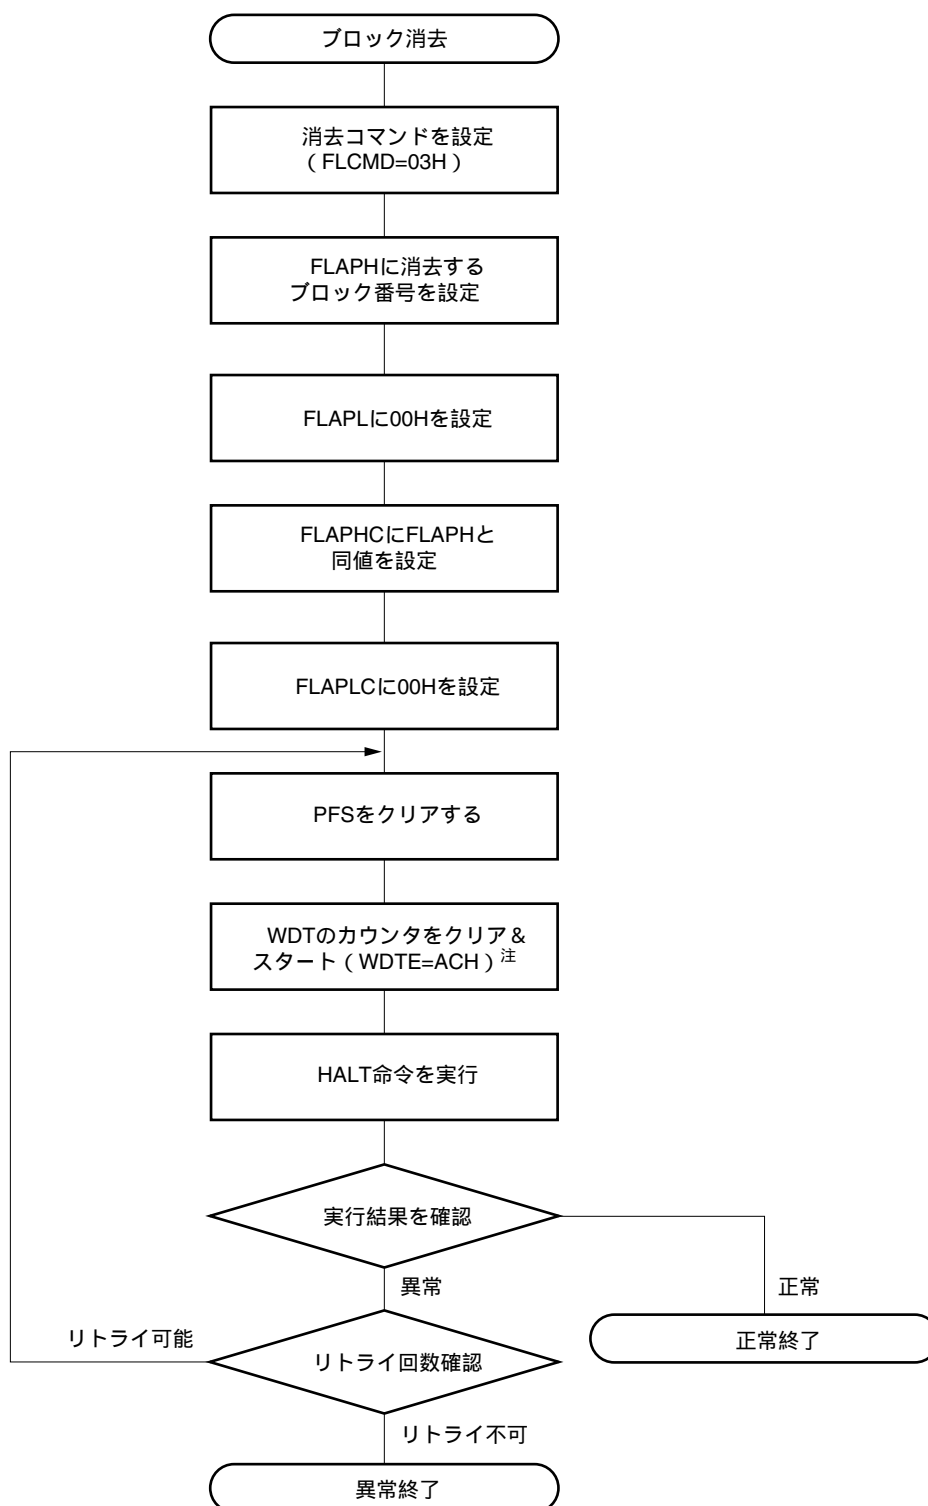 ブロック消去
消去コマンドを設定
（FLCMD=03H）
FLAPHに消去する
ブロック番号を設定
FLAPLに00Hを設定
FLAPHCにFLAPHと
同値を設定
FLAPLCに00Hを設定
PFSをクリアする
WDTのカウンタをクリア＆
スタート（WDTE=ACH）注
HALT命令を実行
実行結果を確認
異常
正常
リトライ可能
リトライ回数確認
正常終了
リトライ不可
異常終了